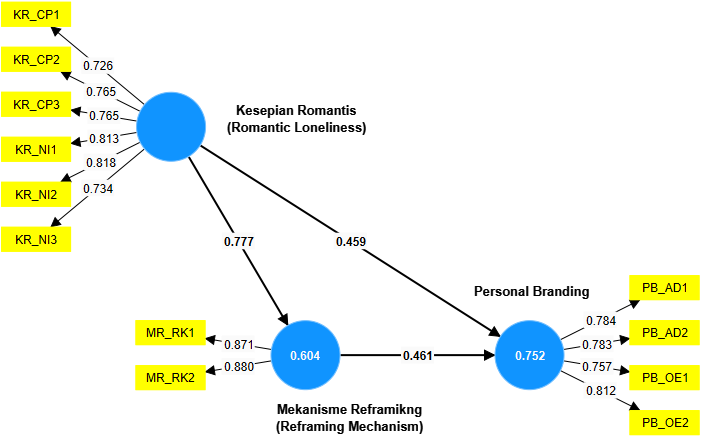 KR_CP1
KR_CP2
KR_CP3
KR_NI1
KR_NI2
KR_NI3
0.726
0.765
0.765
0.813
0.818
0.734
Kesepian Romantis
(Romantic Loneliness)
0.777
0.459
MR_RK1
MR_RK2
0.871
0.880
0.604
Mekanisme Reframikng
(Reframing Mechanism)
0.461
Personal Branding
0.752
0.784
0.783
0.757
0.812
PB_AD1
PB_AD2
PB_OE1
PB_OE2